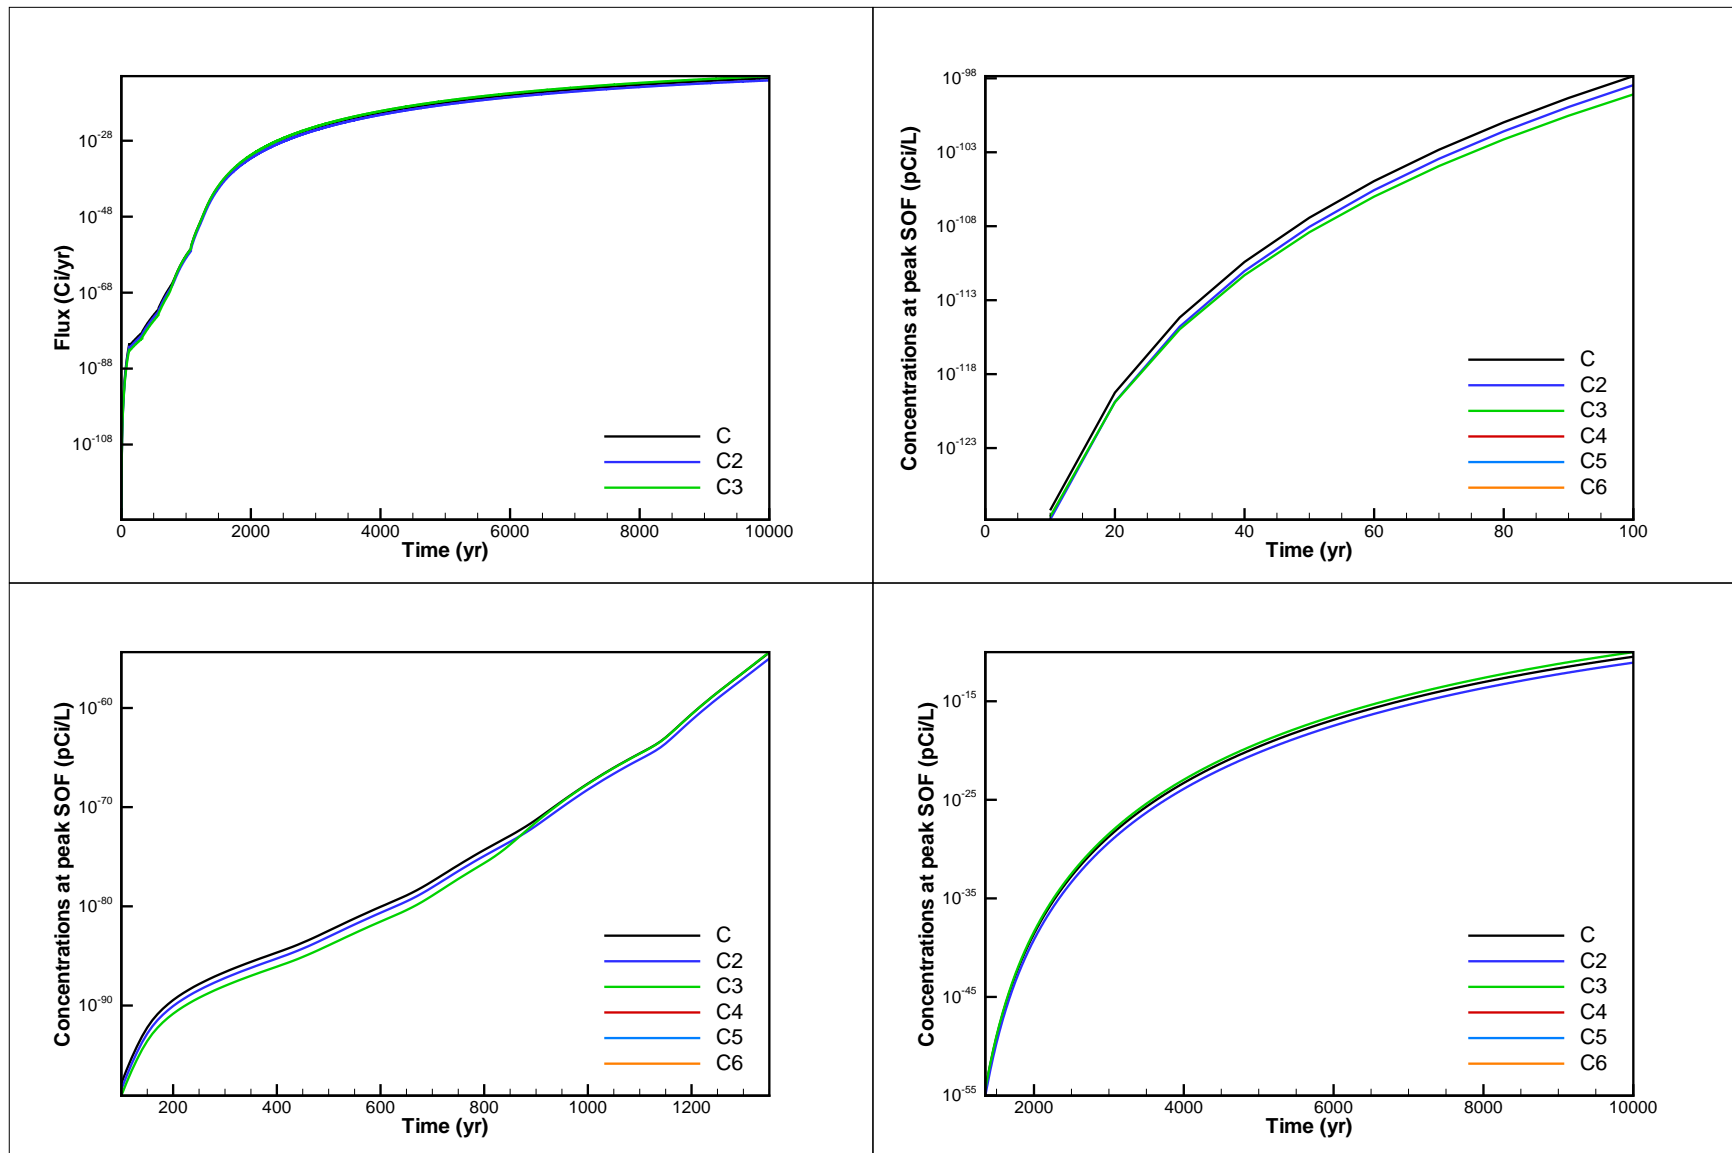 Flux (Ci/yr)
10^-28
10^-48
10^-68
10^-88
10^-108
C
C2
C3
0 2000 4000 6000 8000 10000
Time (yr)
Concentrations at peak SOF (pCi/L)
10^-98
10^-103
10^-108
10^-113
10^-118
10^-123
C
C2
C3
C4
C5
C6
0 20 40 60 80 100
Time (yr)
Concentrations at peak SOF (pCi/L)
10^-60
10^-70
10^-80
10^-90
C
C2
C3
C4
C5
C6
200 400 600 800 1000 1200
Time (yr)
Concentrations at peak SOF (pCi/L)
10^-15
10^-25
10^-35
10^-45
10^-55
C
C2
C3
C4
C5
C6
2000 4000 6000 8000 10000
Time (yr)